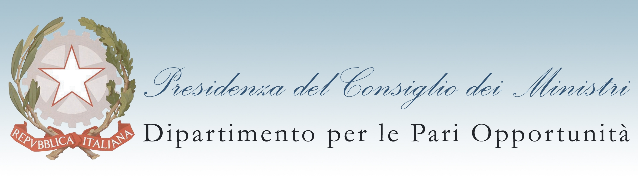 Presidenza del Consiglio dei Ministri
Dipartimento per le Pari Opportunità
REPVBBLICA ITALIANA